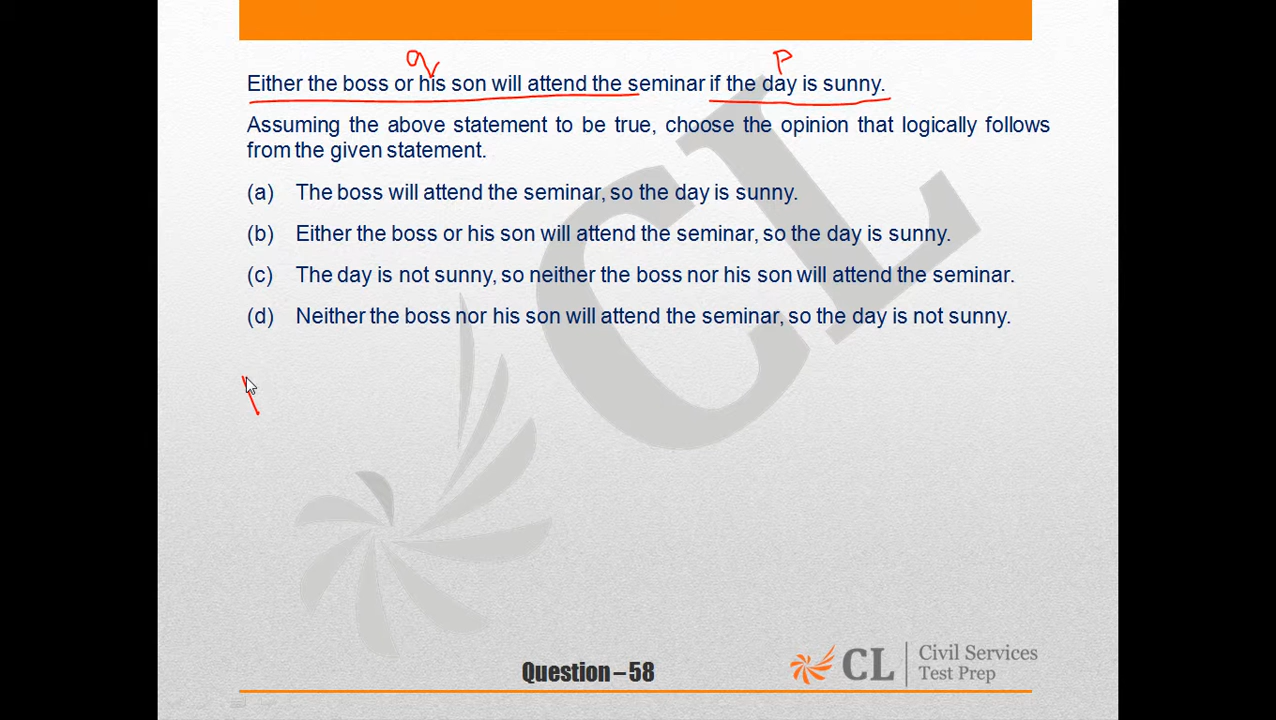 q P
Either the boss or his son will attend the seminar if the day is sunny.
Assuming the above statement to be true, choose the opinion that logically follows
from the given statement.
(a) The boss will attend the seminar, so the day is sunny.
(b) Either the boss or his son will attend the seminar, so the day is sunny.
(c) The day is not sunny, so neither the boss nor his son will attend the seminar.
(d) Neither the boss nor his son will attend the seminar, so the day is not sunny.
CL
Question – 58
CL Civil Services
Test Prep